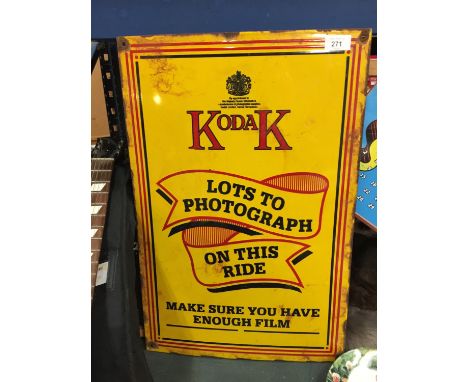 271
KODAK
LOTS TO
PHOTOGRAPH
ON THIS
RIDE
MAKE SURE YOU HAVE
ENOUGH FILM